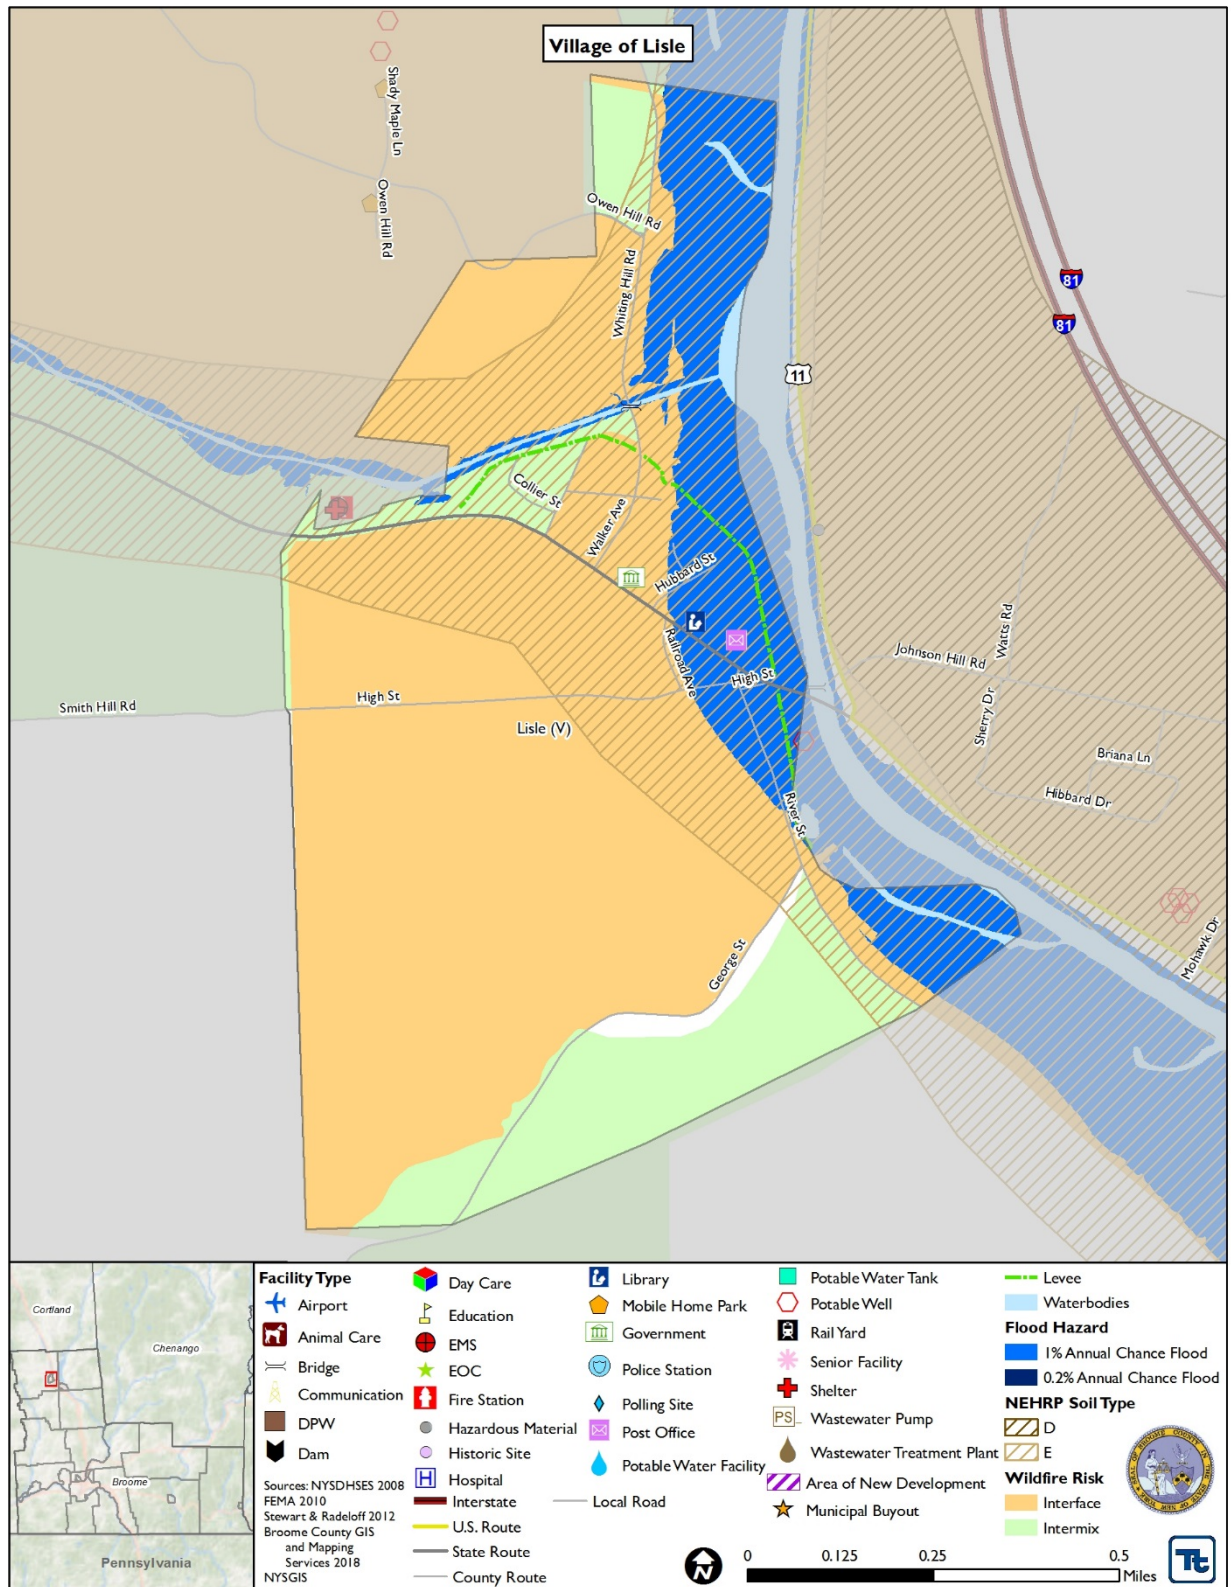 Village of Lisle
Shady Maple Ln
Owen Hill Rd
Owen Hill Rd
Whiting Hill Rd
81
81
11
Collier St
Walker Ave
Hubbard St
Railroad Ave
High St
Johnson Hill Rd
Watts Rd
Sherry Dr
Briana Ln
Hibbard Dr
Smith Hill Rd
High St
Lisle (V)
River St
George St
Mohawk Dr
Cortland
Chenango
Broome
Pennsylvania
Facility Type
Airport
Animal Care
Bridge
Communication
DPW
Dam
Sources: NYSDHSES 2008
FEMA 2010
Stewart & Radeloff 2012
Broome County GIS
and Mapping
Services 2018
NYSGIS
Day Care
Education
EMS
EOC
Fire Station
Hazardous Material
Historic Site
H Hospital
Interstate
U.S. Route
State Route
County Route
Library
Mobile Home Park
Government
Police Station
Polling Site
Post Office
Potable Water Facility
Local Road
Potable Water Tank
Potable Well
Rail Yard
Senior Facility
Shelter
PS Wastewater Pump
Wastewater Treatment Plant
Area of New Development
Municipal Buyout
Levee
Waterbodies
Flood Hazard
1% Annual Chance Flood
0.2% Annual Chance Flood
NEHRP Soil Type
D
E
Wildfire Risk
Interface
Intermix
N
0 0.125 0.25 0.5
Miles
Tt